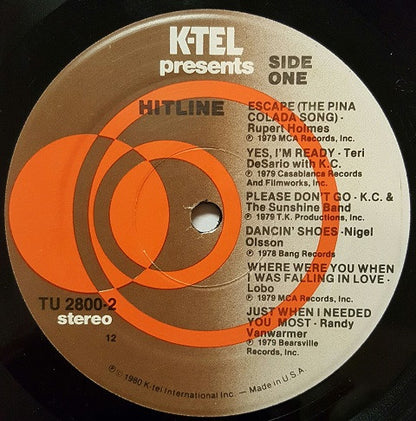 K-TEL
presents
SIDE
ONE
HITLINE
ESCAPE (THE PINA
COLADA SONG) -
Rupert Holmes
℗ 1979 MCA Records, Inc.
YES, I'M READY - Teri
DeSario with K.C.
℗ 1979 Casablanca Records
And Filmworks, Inc.
PLEASE DON'T GO - K.C. &
The Sunshine Band
℗ 1979 T.K. Productions, Inc.
DANCIN' SHOES - Nigel
Olsson
℗ 1978 Bang Records
WHERE WERE YOU WHEN
I WAS FALLING IN LOVE -
Lobo
℗ 1979 MCA Records, Inc.
JUST WHEN I NEEDED
YOU MOST - Randy
Vanwarmer
℗ 1979 Bearsville
Records, Inc.
TU 2800-2
stereo
12
℗ © 1980 K-tel International Inc. - Made in U.S.A.